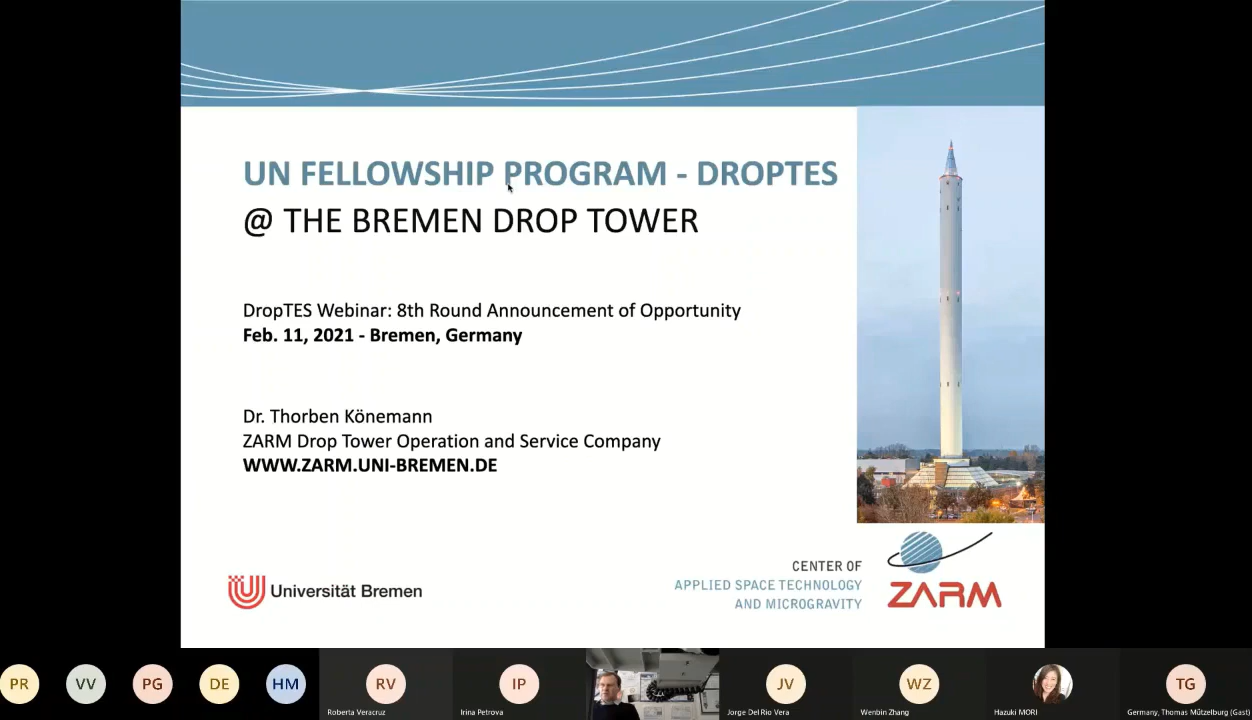 UN FELLOWSHIP PROGRAM - DROPTES
@ THE BREMEN DROP TOWER
DropTES Webinar: 8th Round Announcement of Opportunity
Feb. 11, 2021 - Bremen, Germany
Dr. Thorben Könemann
ZARM Drop Tower Operation and Service Company
WWW.ZARM.UNI-BREMEN.DE
Universität Bremen
CENTER OF
APPLIED SPACE TECHNOLOGY
AND MICROGRAVITY
ZARM
PR
VV
PG
DE
HM
RV
IP
JV
WZ
TG
Roberta Veracruz
Irina Petrova
Jorge Del Rio Vera
Wenbin Zhang
Hazuki MORI
Germany, Thomas Mützelburg (Gast)